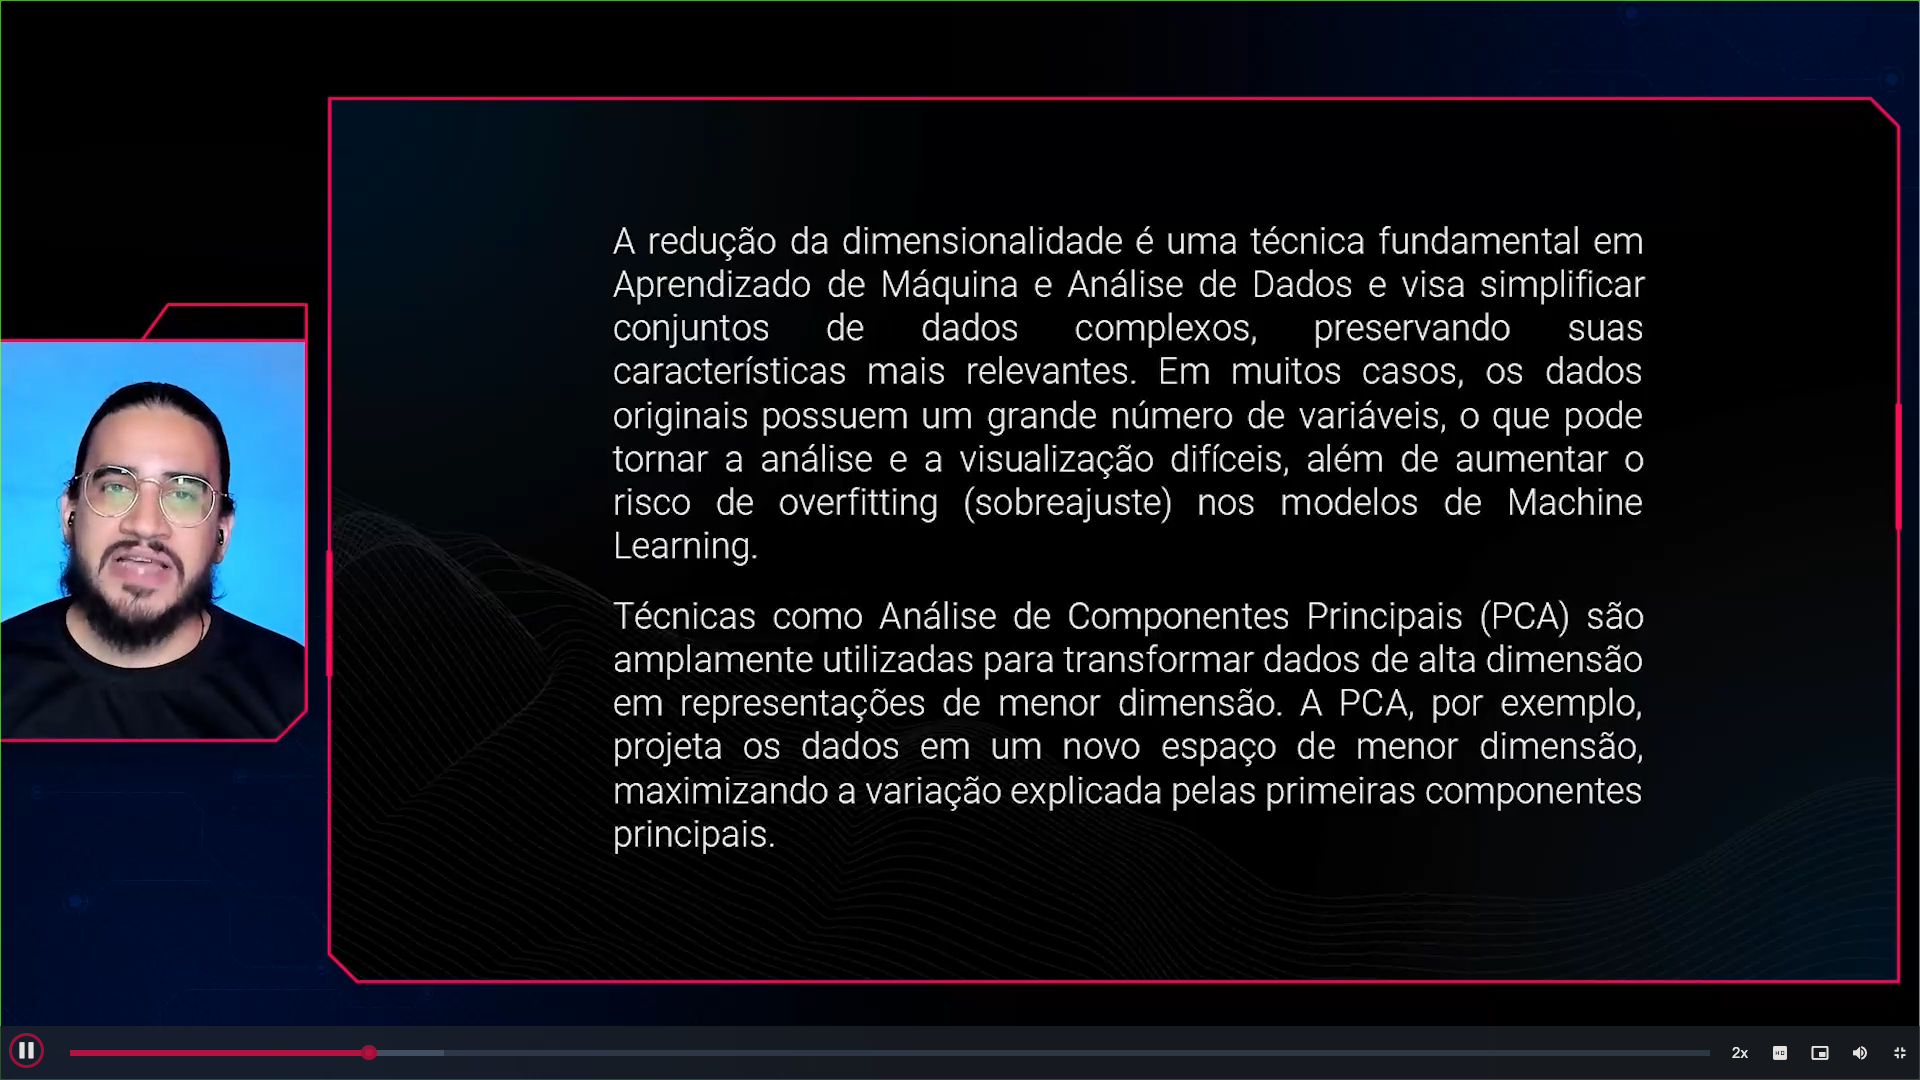 A redução da dimensionalidade é uma técnica fundamental em
Aprendizado de Máquina e Análise de Dados e visa simplificar
conjuntos de dados complexos, preservando suas
características mais relevantes. Em muitos casos, os dados
originais possuem um grande número de variáveis, o que pode
tornar a análise e a visualização difíceis, além de aumentar o
risco de overfitting (sobreajuste) nos modelos de Machine
Learning.
Técnicas como Análise de Componentes Principais (PCA) são
amplamente utilizadas para transformar dados de alta dimensão
em representações de menor dimensão. A PCA, por exemplo,
projeta os dados em um novo espaço de menor dimensão,
maximizando a variação explicada pelas primeiras componentes
principais.
2x
HD